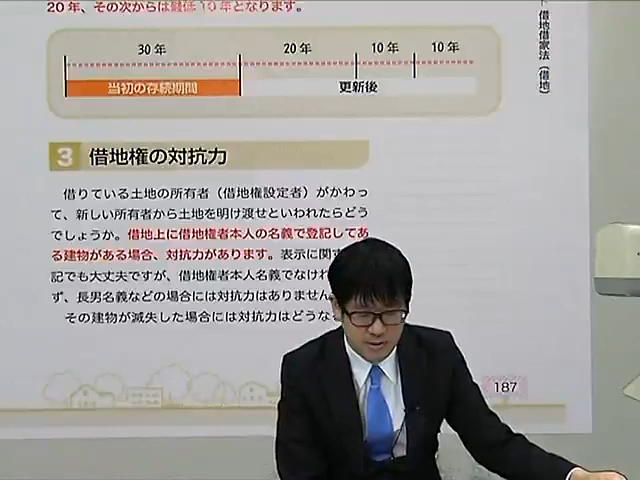 20年、その次からは最低10年となります。
30年
20年
10年
10年
当初の存続期間
更新後
借地借家法(借地)
3 借地権の対抗力
借りている土地の所有者(借地権設定者)がかわっ
て、新しい所有者から土地を明け渡せといわれたらどう
でしょうか。借地上に借地権者本人の名義で登記してあ
る建物がある場合、対抗力があります。表示に関す
記でも大丈夫ですが、借地権者本人名義でなけれ
ず、長男名義などの場合には対抗力はありません
その建物が滅失した場合には対抗力はどうな
187